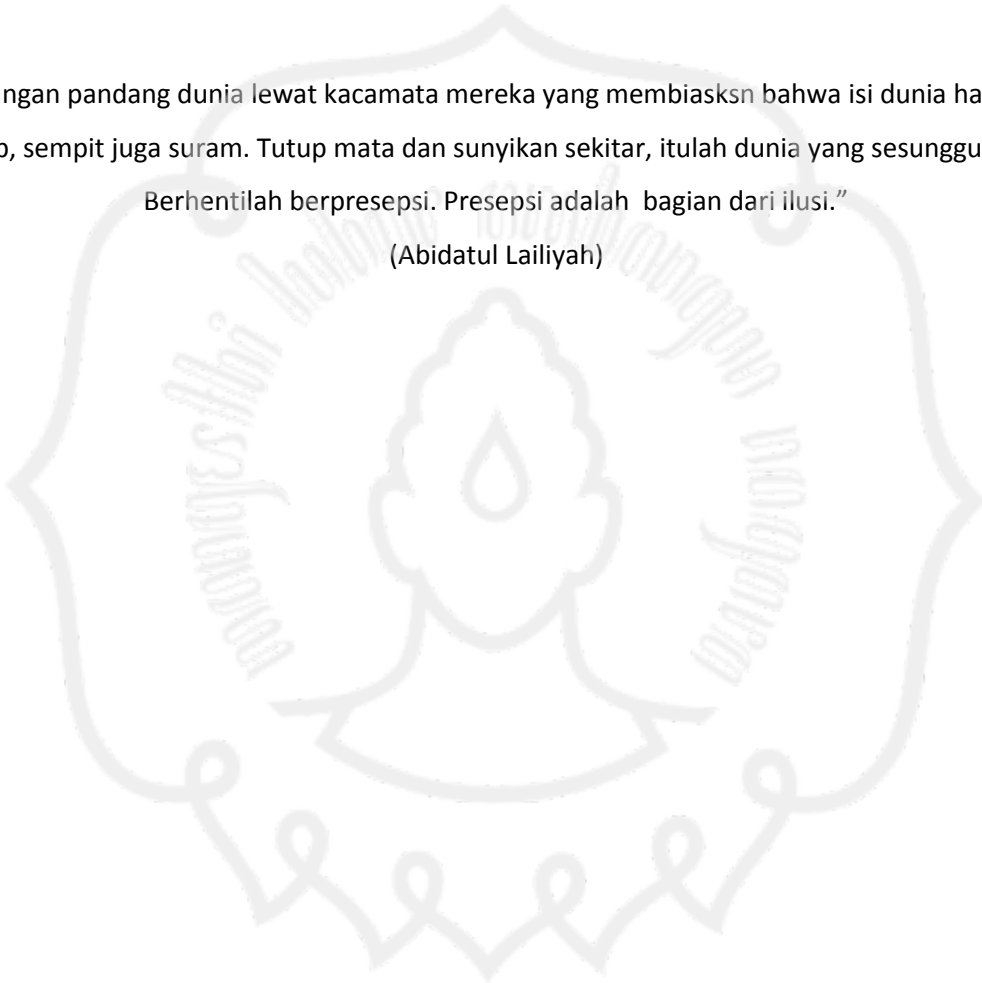 ngan pandang dunia lewat kacamata mereka yang membiasksn bahwa isi dunia ha
, sempit juga suram. Tutup mata dan sunyikan sekitar, itulah dunia yang sesunggu
Berhentilah berpresepsi. Presepsi adalah bagian dari ilusi.”
(Abidatul Lailiyah)